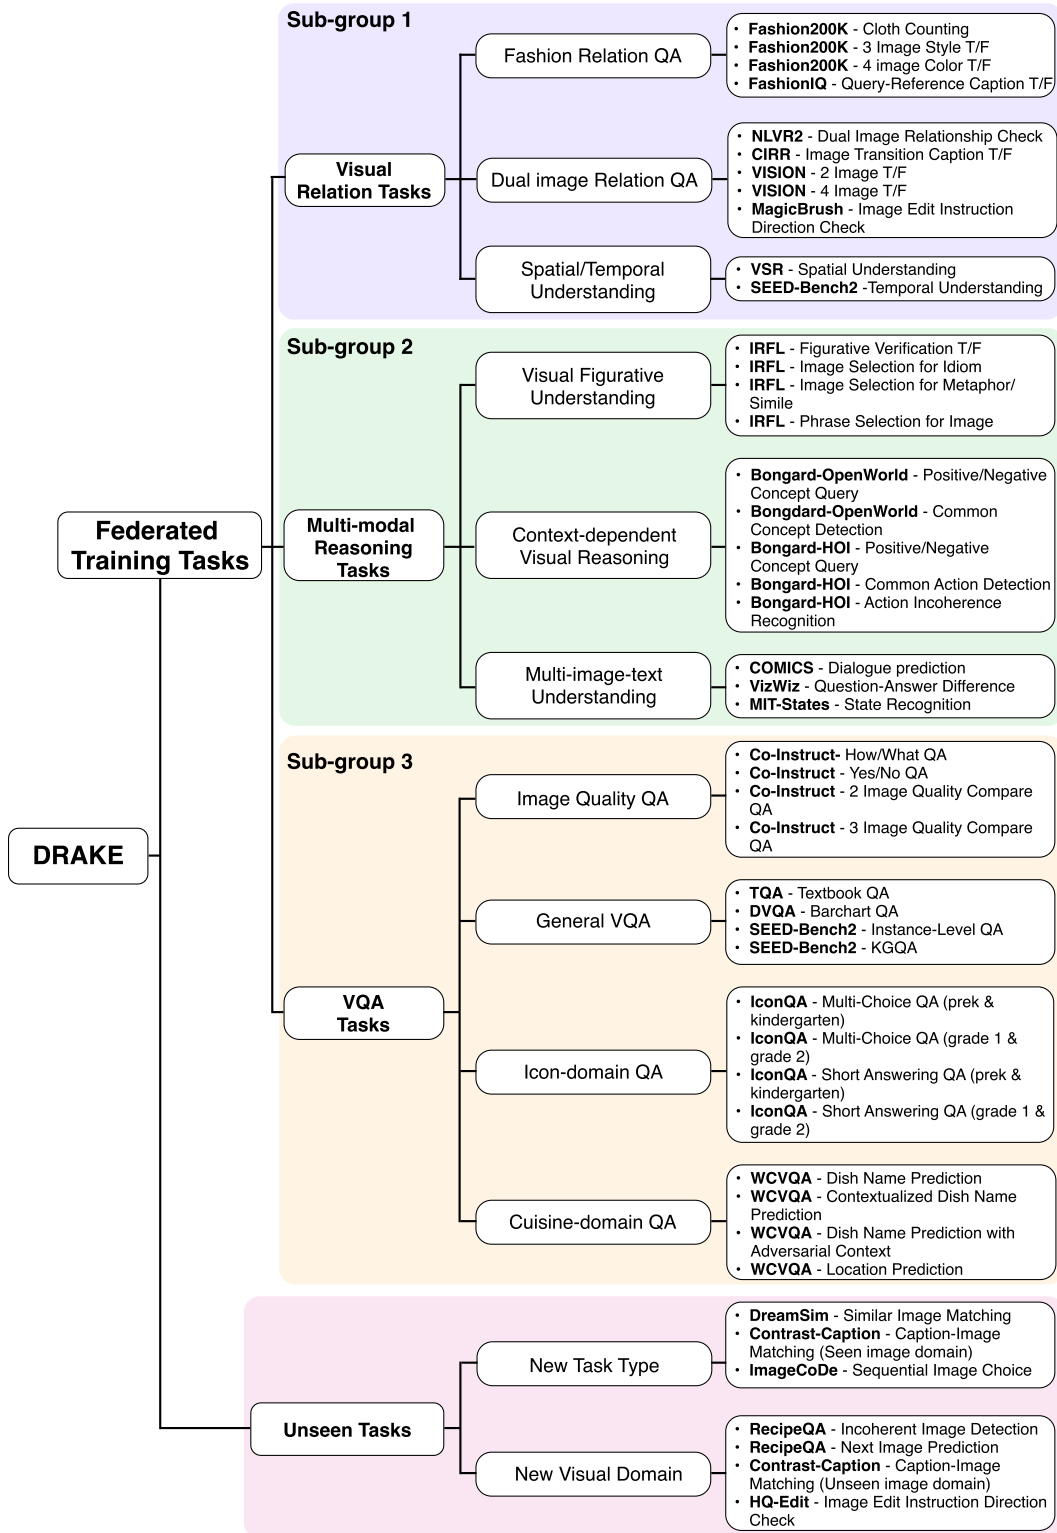 Sub-group 1
Fashion Relation QA
• Fashion200K - Cloth Counting
• Fashion200K - 3 Image Style T/F
• Fashion200K - 4 image Color T/F
• FashionIQ - Query-Reference Caption T/F
Visual
Relation Tasks
Dual image Relation QA
• NLVR2 - Dual Image Relationship Check
• CIRR - Image Transition Caption T/F
• VISION - 2 Image T/F
• VISION - 4 Image T/F
• MagicBrush - Image Edit Instruction
Direction Check
Spatial/Temporal
Understanding
• VSR - Spatial Understanding
• SEED-Bench2 -Temporal Understanding
Sub-group 2
Visual Figurative
Understanding
• IRFL - Figurative Verification T/F
• IRFL - Image Selection for Idiom
• IRFL - Image Selection for Metaphor/
Simile
• IRFL - Phrase Selection for Image
Federated
Training Tasks
Multi-modal
Reasoning
Tasks
Context-dependent
Visual Reasoning
• Bongard-OpenWorld - Positive/Negative
Concept Query
• Bongdard-OpenWorld - Common
Concept Detection
• Bongard-HOI - Positive/Negative
Concept Query
• Bongard-HOI - Common Action Detection
• Bongard-HOI - Action Incoherence
Recognition
Multi-image-text
Understanding
• COMICS - Dialogue prediction
• VizWiz - Question-Answer Difference
• MIT-States - State Recognition
Sub-group 3
Image Quality QA
• Co-Instruct- How/What QA
• Co-Instruct - Yes/No QA
• Co-Instruct - 2 Image Quality Compare
QA
• Co-Instruct - 3 Image Quality Compare
QA
DRAKE
General VQA
• TQA - Textbook QA
• DVQA - Barchart QA
• SEED-Bench2 - Instance-Level QA
• SEED-Bench2 - KGQA
VQA
Tasks
Icon-domain QA
• IconQA - Multi-Choice QA (prek &
kindergarten)
• IconQA - Multi-Choice QA (grade 1 &
grade 2)
• IconQA - Short Answering QA (prek &
kindergarten)
• IconQA - Short Answering QA (grade 1 &
grade 2)
Cuisine-domain QA
• WCVQA - Dish Name Prediction
• WCVQA - Contextualized Dish Name
Prediction
• WCVQA - Dish Name Prediction with
Adversarial Context
• WCVQA - Location Prediction
Unseen Tasks
New Task Type
• DreamSim - Similar Image Matching
• Contrast-Caption - Caption-Image
Matching (Seen image domain)
• ImageCoDe - Sequential Image Choice
New Visual Domain
• RecipeQA - Incoherent Image Detection
• RecipeQA - Next Image Prediction
• Contrast-Caption - Caption-Image
Matching (Unseen image domain)
• HQ-Edit - Image Edit Instruction Direction
Check